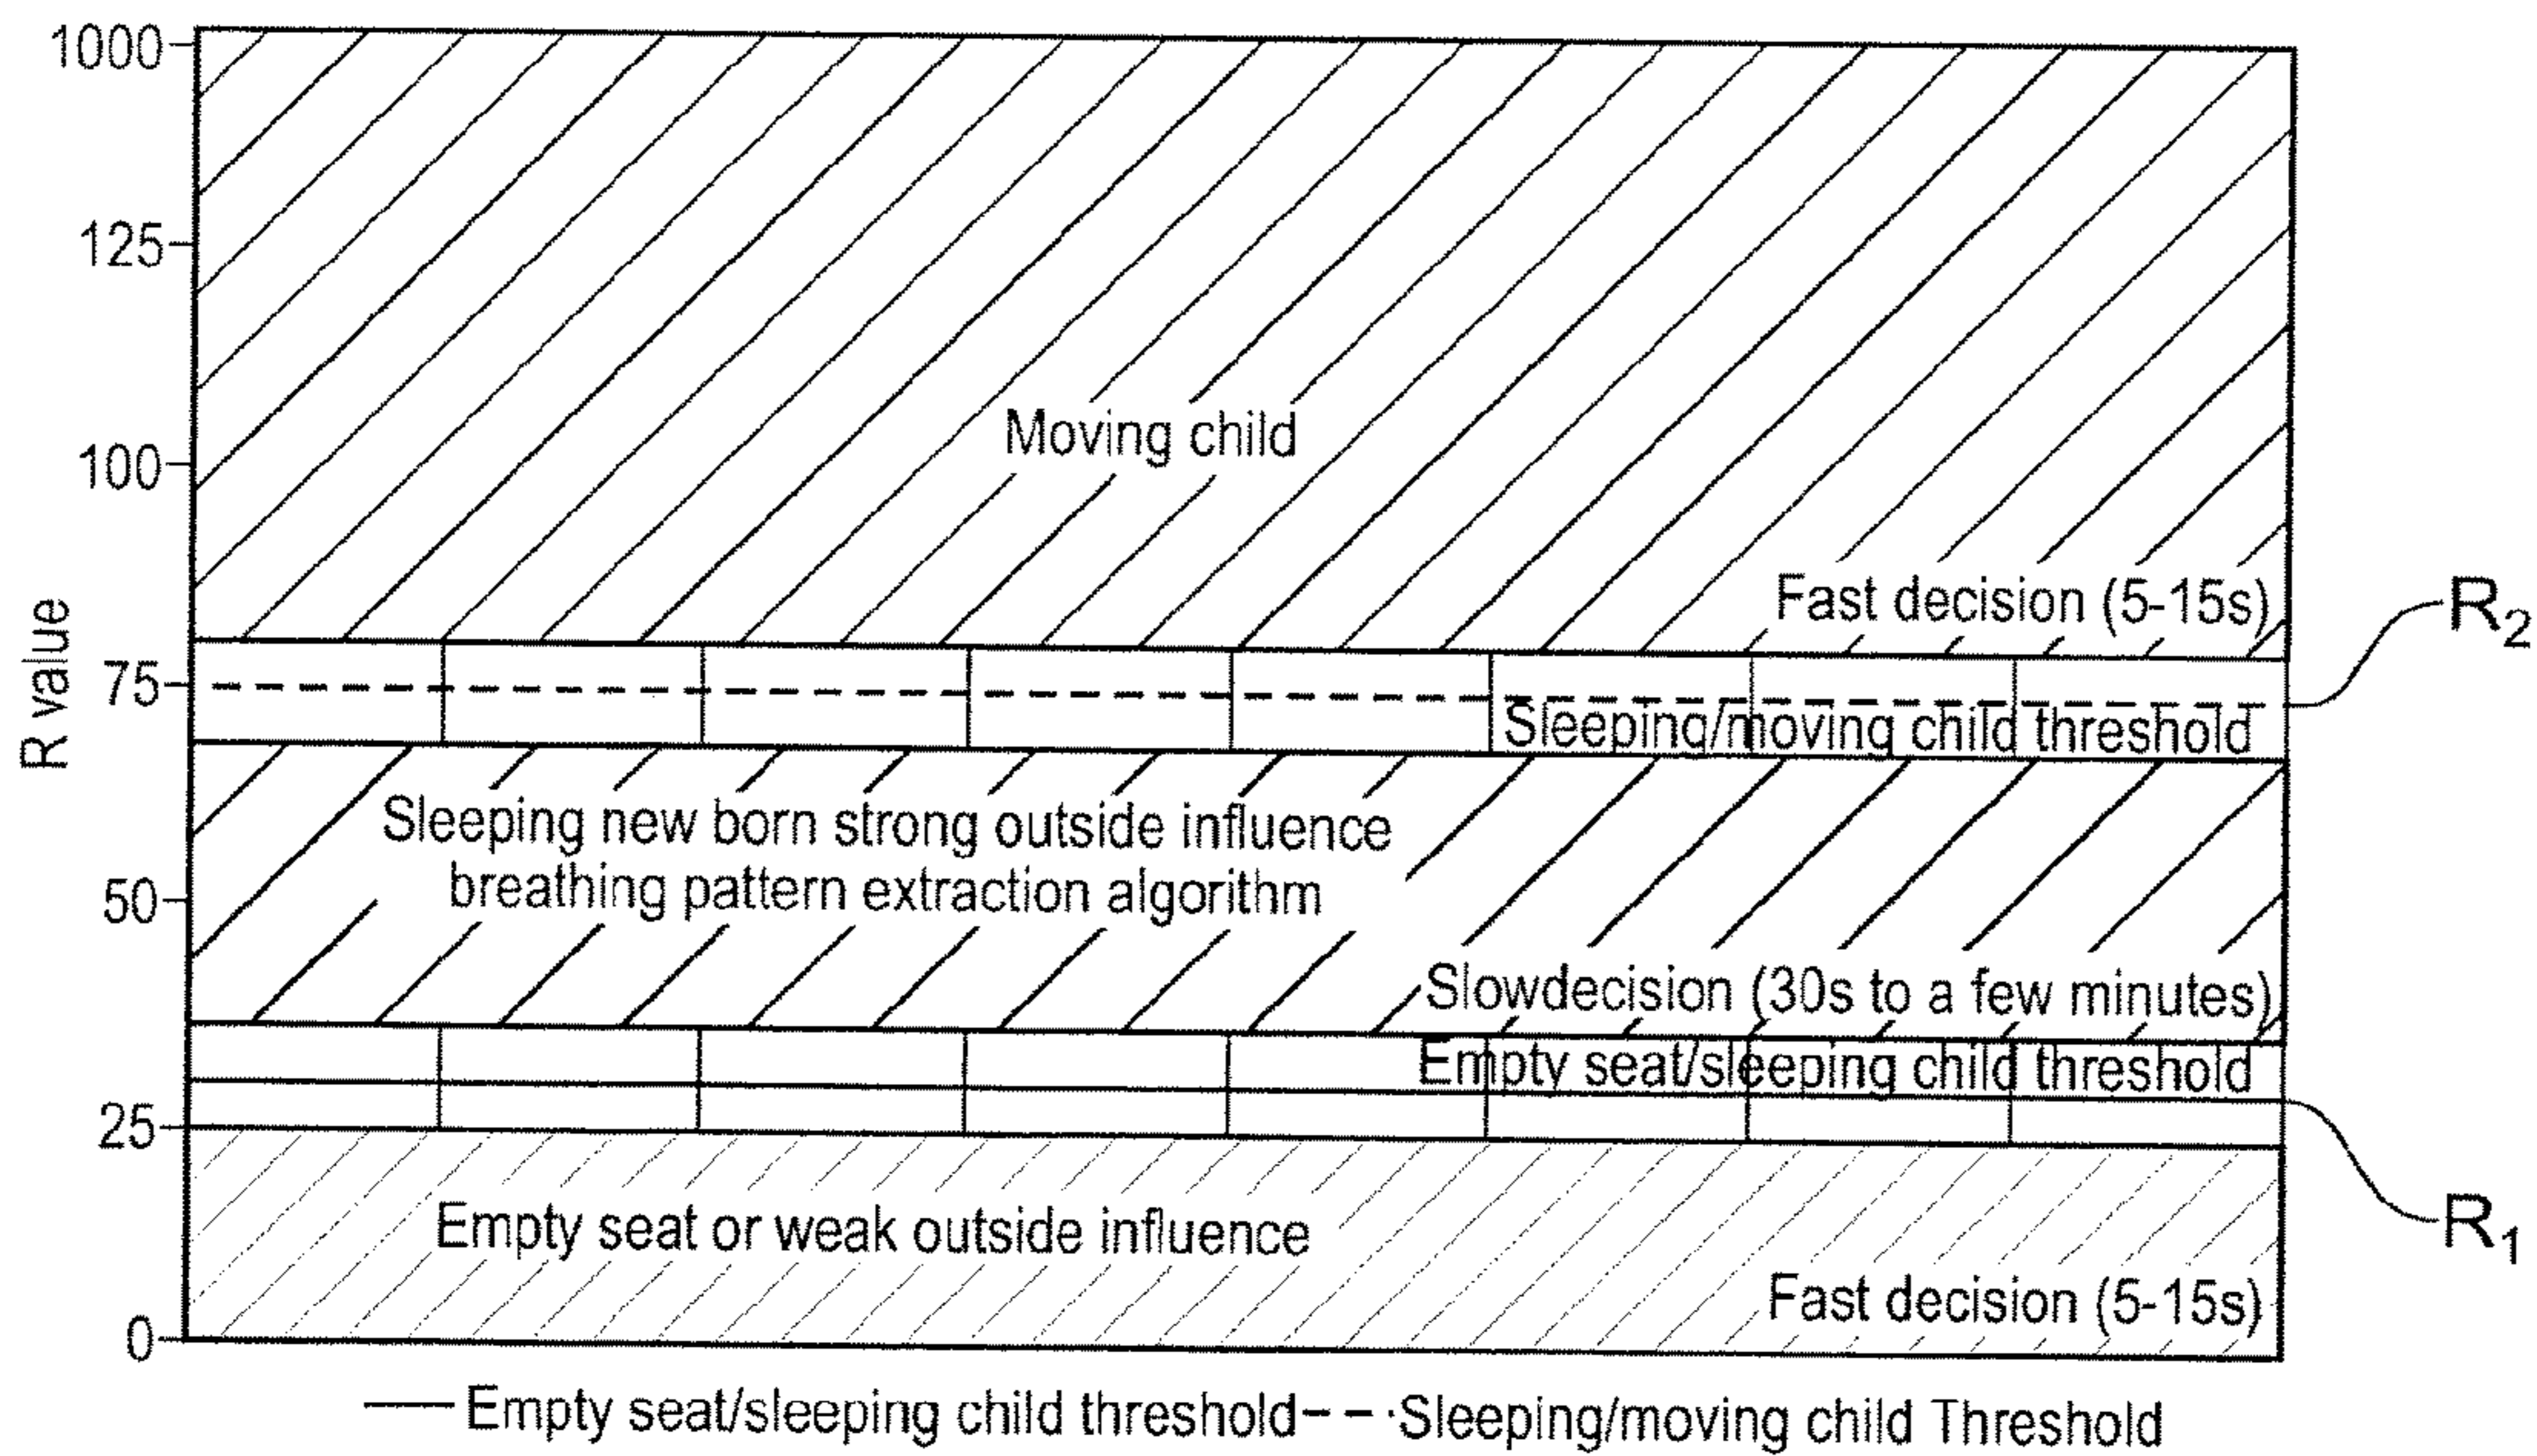 1000
125
100
75
50
25
0
R value
Moving child
Fast decision (5-15s)
R2
Sleeping/moving child threshold
Sleeping new born strong outside influence
breathing pattern extraction algorithm
Slowdecision (30s to a few minutes)
Empty seat/sleeping child threshold
R1
Empty seat or weak outside influence
Fast decision (5-15s)
Empty seat/sleeping child threshold
Sleeping/moving child Threshold